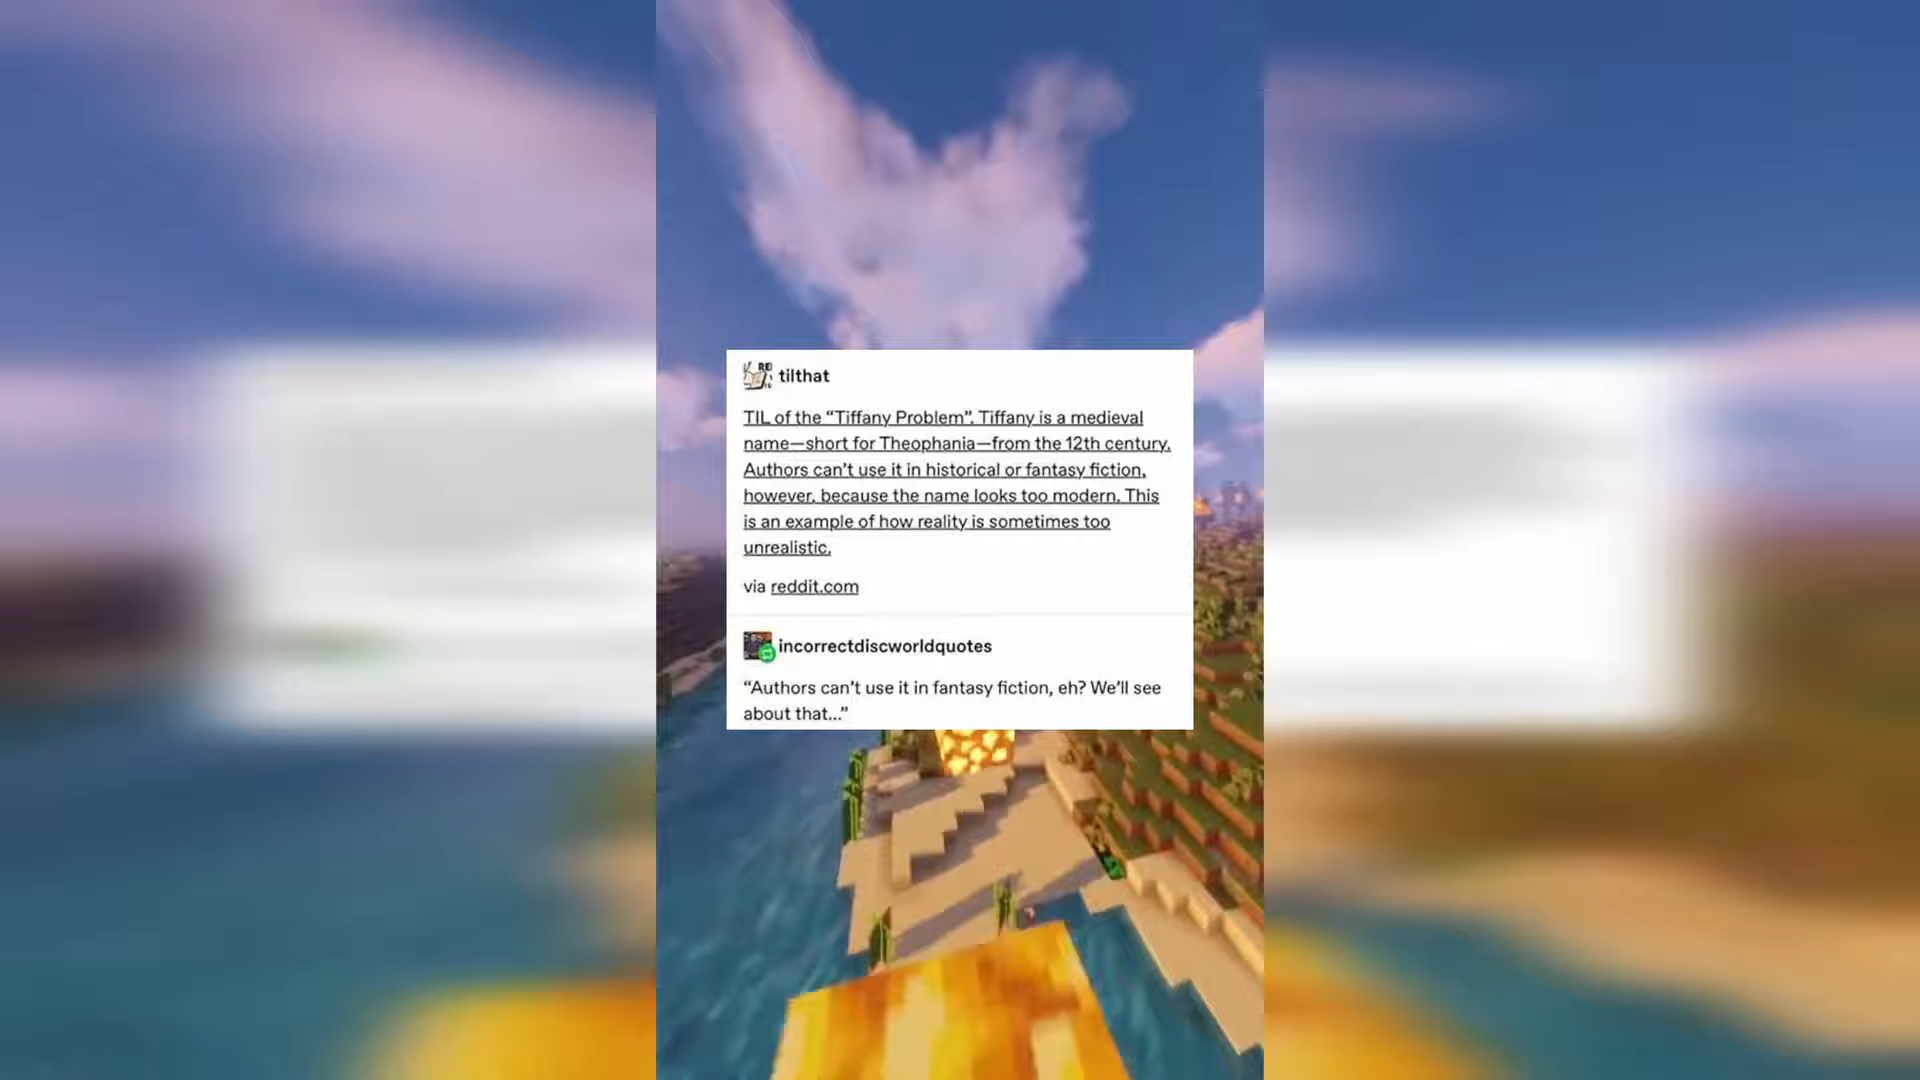 tilthat
TIL of the “Tiffany Problem”. Tiffany is a medieval
name—short for Theophania—from the 12th century.
Authors can’t use it in historical or fantasy fiction,
however, because the name looks too modern. This
is an example of how reality is sometimes too
unrealistic.
via reddit.com
incorrectdiscworldquotes
“Authors can’t use it in fantasy fiction, eh? We’ll see
about that...”